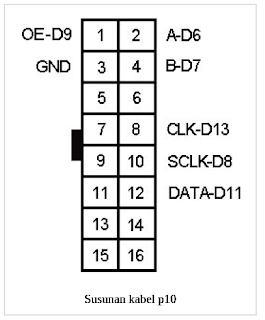 OE-D9 1 2 A-D6
GND 3 4 B-D7
5 6
7 8 CLK-D13
9 10 SCLK-D8
11 12 DATA-D11
13 14
15 16
Susunan kabel p10